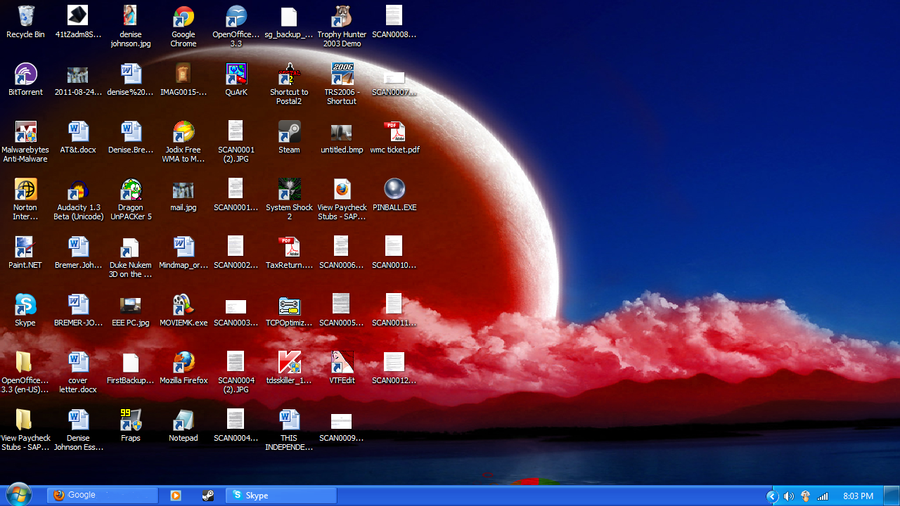 Recycle Bin
41tZadm8S...
denise
johnson.jpg
Google
Chrome
OpenOffice...
3.3
sg_backup_...
Trophy Hunter
2003 Demo
SCAN0008...
BitTorrent
2011-08-24...
denise%20...
IMAG0015-...
QuArK
Shortcut to
Postal2
2006
TRS2006 -
Shortcut
SCAN0007...
Malwarebytes
Anti-Malware
AT&t.docx
Denise.Bre...
Jodix Free
WMA to M...
SCAN0001
(2).JPG
Steam
untitled.bmp
PDF
wmc ticket.pdf
Norton
Inter...
Audacity 1.3
Beta (Unicode)
Dragon
UnPACKer 5
mail.jpg
SCAN0001...
System Shock
2
View Paycheck
Stubs - SAP...
PINBALL.EXE
Paint.NET
Bremer.Joh...
Duke Nukem
3D on the ...
Mindmap_or...
SCAN0002...
PDF
TaxReturn....
SCAN0006...
SCAN0010...
Skype
BREMER-JO...
EEE PC.jpg
MOVIEMK.exe
SCAN0003...
TCPOptimiz...
SCAN0005...
SCAN0011...
OpenOffice...
3.3 (en-US)...
cover
letter.docx
FirstBackup...
Mozilla Firefox
SCAN0004
(2).JPG
tdsskiller_1...
VTFEdit
SCAN0012...
View Paycheck
Stubs - SAP...
Denise
Johnson Ess...
99
Fraps
Notepad
SCAN0004...
THIS
INDEPENDE...
SCAN0009...
Google
Skype
8:03 PM